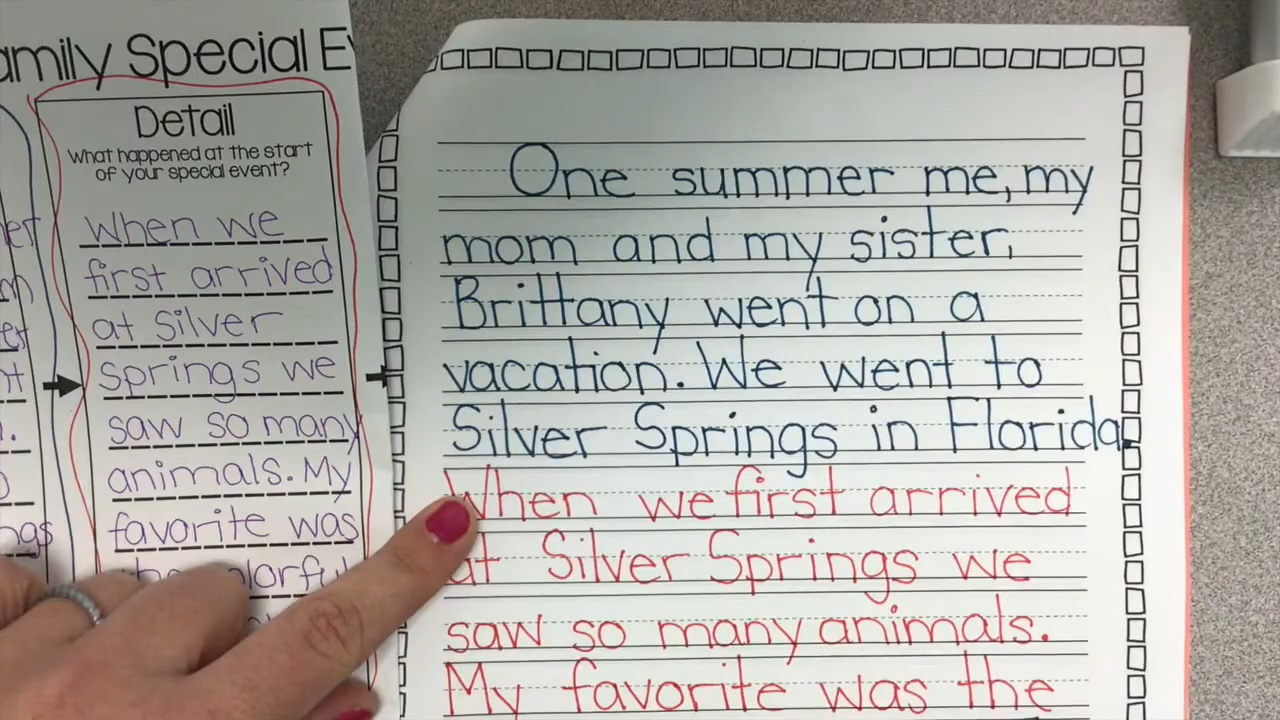 Family Special
Detail
What happened at the start
of your special event?
When we
first arrived
at Silver
Springs we
saw so many
animals. My
favorite was
One summer me, my
mom and my sister,
Brittany went on a
vacation. We went to
Silver Springs in Florida.
When we first arrived
at Silver Springs we
saw so many animals.
My favorite was the